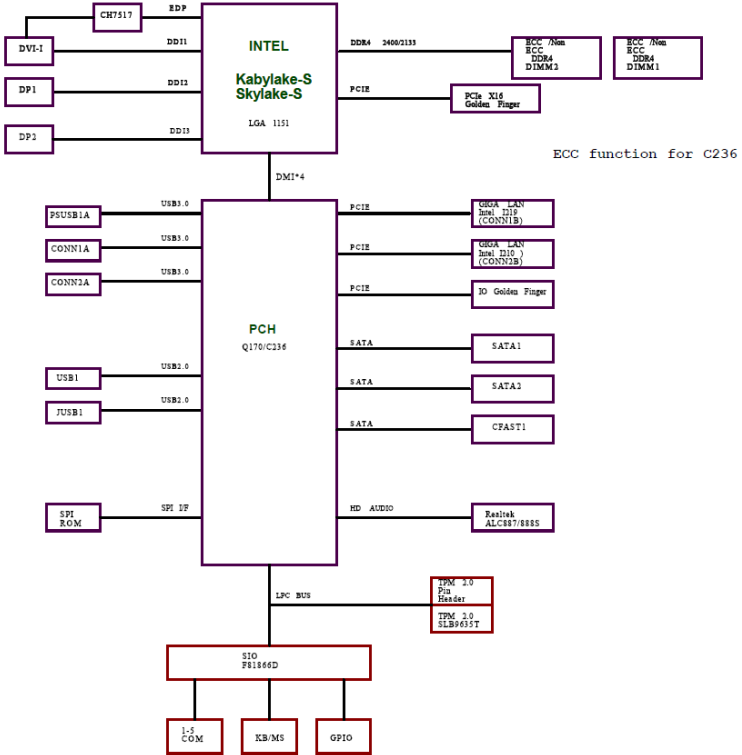 CH7517
EDP
DVI-I
DDI1
DP1
DDI2
DP2
DDI3
INTEL
Kabylake-S
Skylake-S
LGA 1151
DDR4 2400/2133
PCIE
ECC /Non
ECC
DDR4
DIMM2
ECC /Non
ECC
DDR4
DIMM1
PCIe X16
Golden Finger
ECC function for C236
DMI*4
PSUSB1A
USB3.0
CONN1A
USB3.0
CONN2A
USB3.0
USB1
USB2.0
JUSB1
USB2.0
SPI
ROM
SPI I/F
PCH
Q170/C236
PCIE
GIGA LAN
Intel I219
(CONN1B)
PCIE
GIGA LAN
Intel I210 )
(CONN2B)
PCIE
IO Golden Finger
SATA
SATA1
SATA
SATA2
SATA
CFAST1
HD AUDIO
Realtek
ALC887/888S
LPC BUS
TPM 2.0
Pin
Header
TPM 2.0
SLB9635T
SIO
F81866D
1-5
COM
KB/MS
GPIO